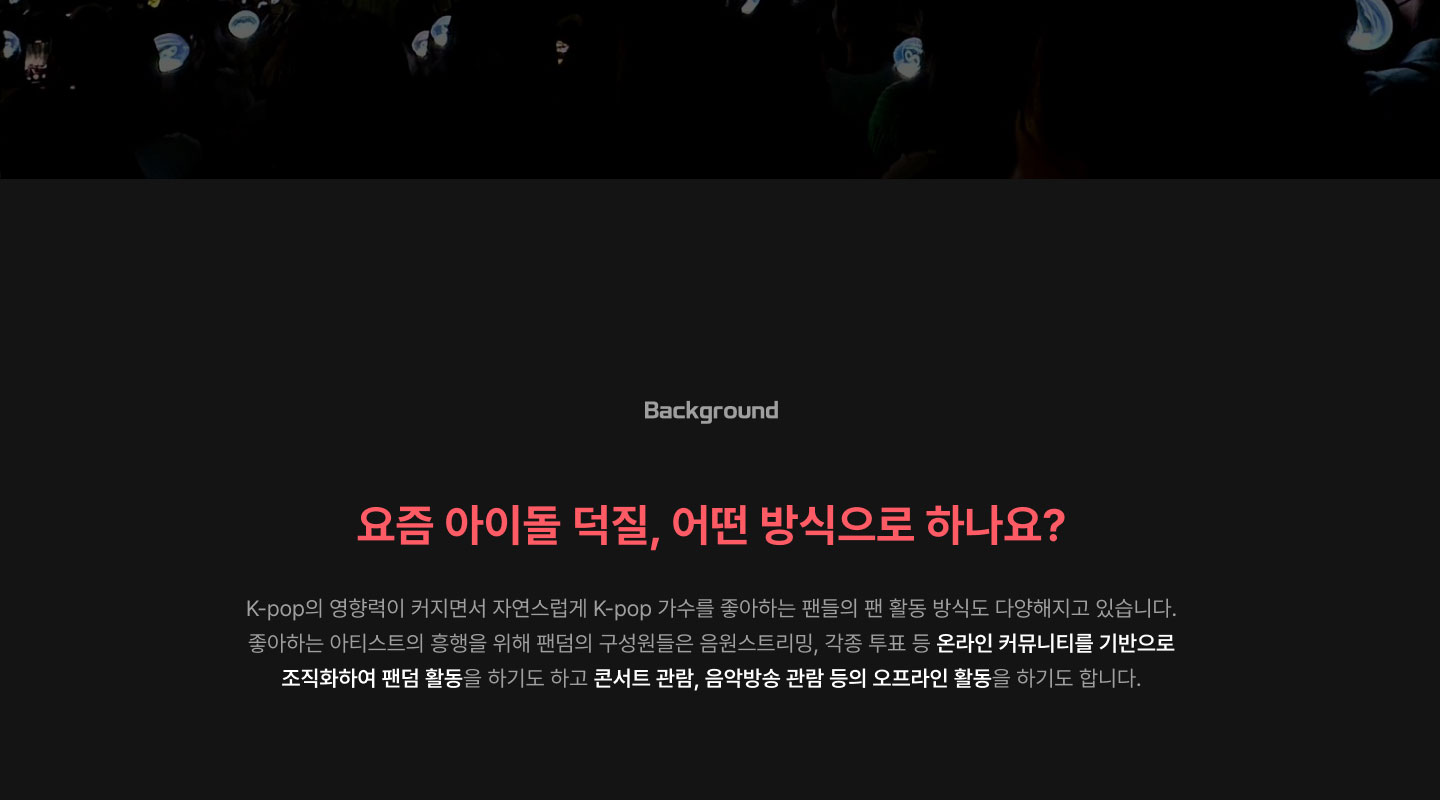 Background
요즘 아이돌 덕질, 어떤 방식으로 하나요?
K-pop의 영향력이 커지면서 자연스럽게 K-pop 가수를 좋아하는 팬들의 팬 활동 방식도 다양해지고 있습니다.
좋아하는 아티스트의 흥행을 위해 팬덤의 구성원들은 음원스트리밍, 각종 투표 등 온라인 커뮤니티를 기반으로
조직화하여 팬덤 활동을 하기도 하고 콘서트 관람, 음악방송 관람 등의 오프라인 활동을 하기도 합니다.